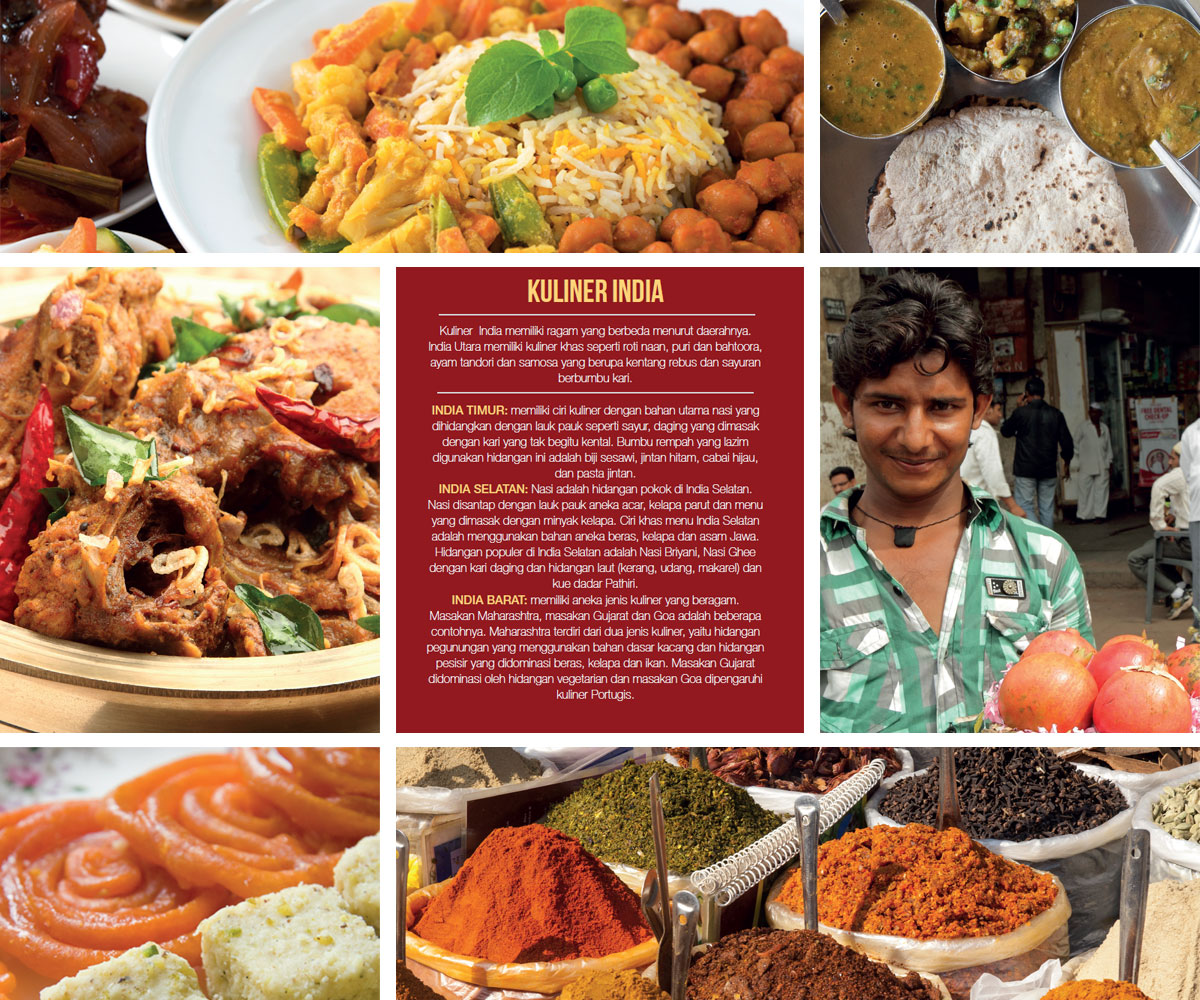 KULINER INDIA
Kuliner India memiliki ragam yang berbeda menurut daerahnya.
India Utara memiliki kuliner khas seperti roti naan, puri dan bahtoora,
ayam tandori dan samosa yang berupa kentang rebus dan sayuran
berbumbu kari.
INDIA TIMUR: memiliki ciri kuliner dengan bahan utama nasi yang
dihidangkan dengan lauk pauk seperti sayur, daging yang dimasak
dengan kari yang tak begitu kental. Bumbu rempah yang lazim
digunakan hidangan ini adalah biji sesawi, jintan hitam, cabai hijau,
dan pasta jintan.
INDIA SELATAN: Nasi adalah hidangan pokok di India Selatan.
Nasi disantap dengan lauk pauk aneka acar, kelapa parut dan menu
yang dimasak dengan minyak kelapa. Ciri khas menu India Selatan
adalah menggunakan bahan aneka beras, kelapa dan asam Jawa.
Hidangan populer di India Selatan adalah Nasi Briyani, Nasi Ghee
dengan kari daging dan hidangan laut (kerang, udang, makarel) dan
kue dadar Pathiri.
INDIA BARAT: memiliki aneka jenis kuliner yang beragam.
Masakan Maharashtra, masakan Gujarat dan Goa adalah beberapa
contohnya. Maharashtra terdiri dari dua jenis kuliner, yaitu hidangan
pegunungan yang menggunakan bahan dasar kacang dan hidangan
pesisir yang didominasi beras, kelapa dan ikan. Masakan Gujarat
didominasi oleh hidangan vegetarian dan masakan Goa dipengaruhi
kuliner Portugis.
FREE DENTAL
CHECK-UP